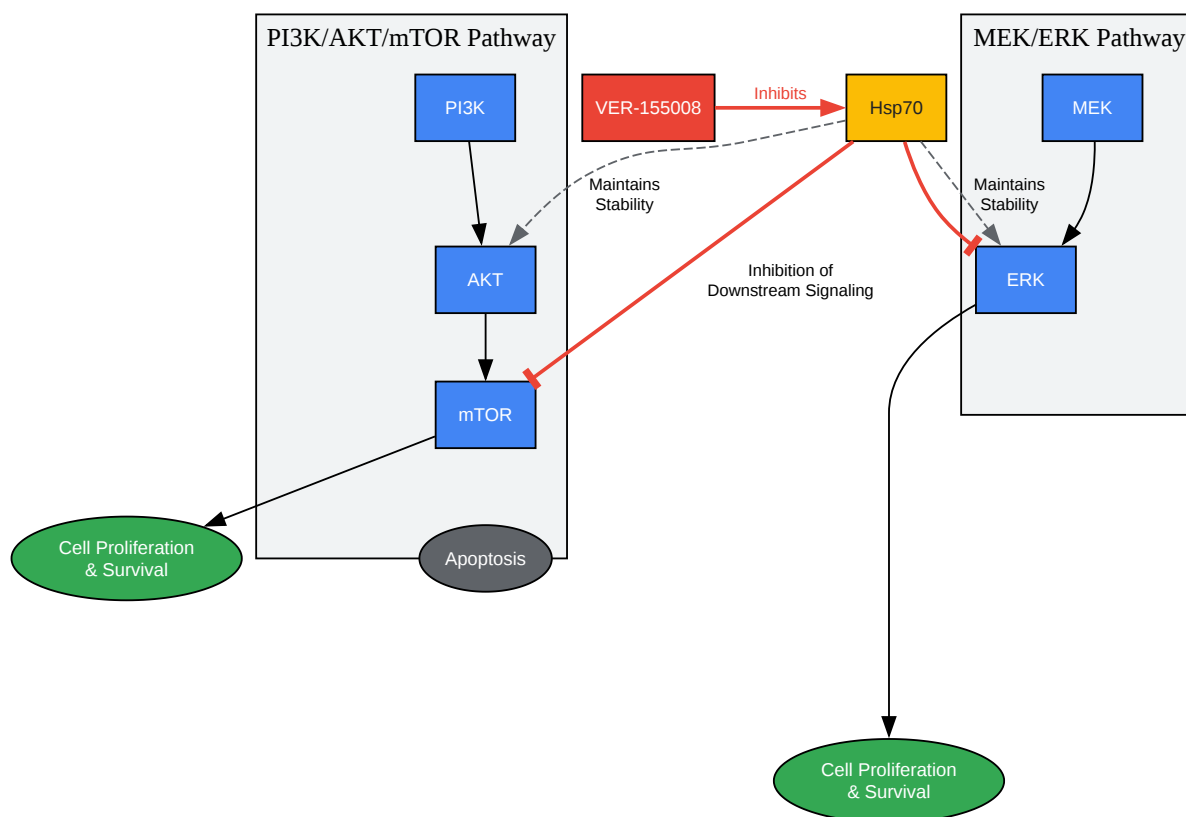 PI3K/AKT/mTOR Pathway
MEK/ERK Pathway
PI3K
VER-155008
Inhibits
Hsp70
MEK
Maintains
Stability
Maintains
Stability
AKT
Inhibition of
Downstream Signaling
ERK
mTOR
Cell Proliferation
& Survival
Apoptosis
Cell Proliferation
& Survival